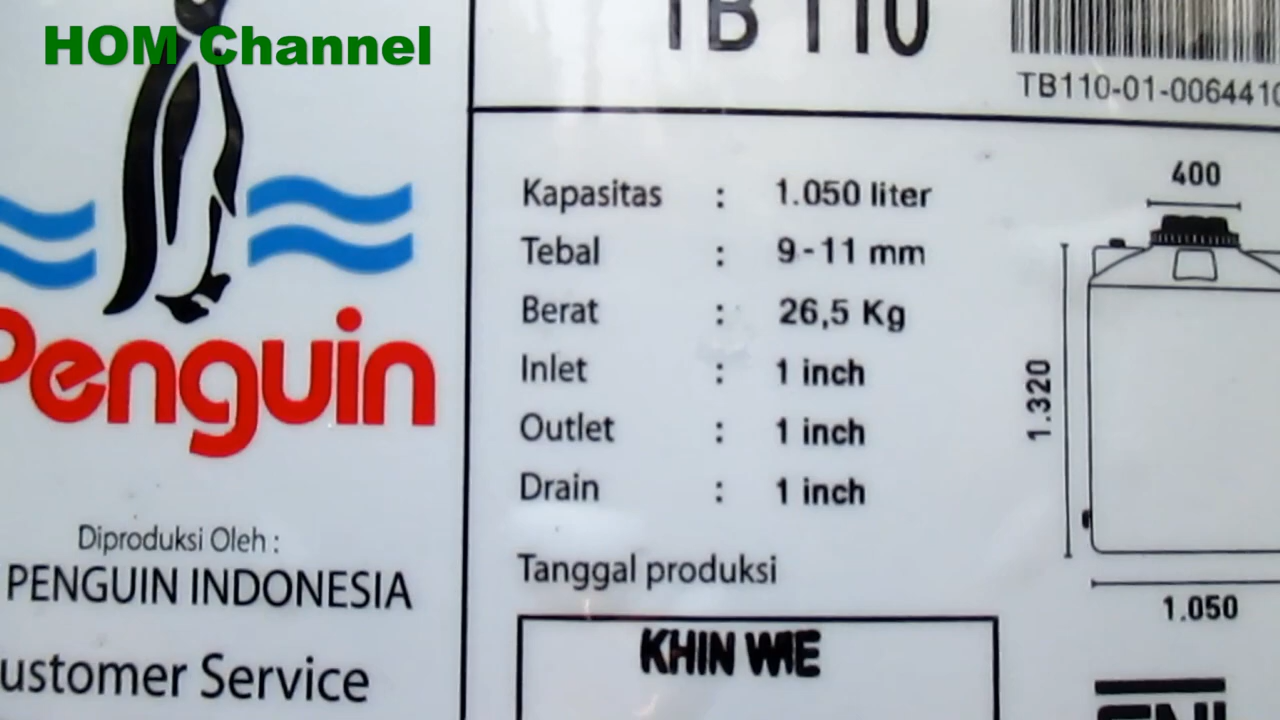 HOM Channel
Penguin
Diproduksi Oleh :
PENGUIN INDONESIA
ustomer Service
TB 110
TB110-01-0064410
Kapasitas : 1.050 liter
Tebal : 9-11 mm
Berat : 26,5 Kg
Inlet : 1 inch
Outlet : 1 inch
Drain : 1 inch
Tanggal produksi
KHIN WIE
400
1.320
1.050